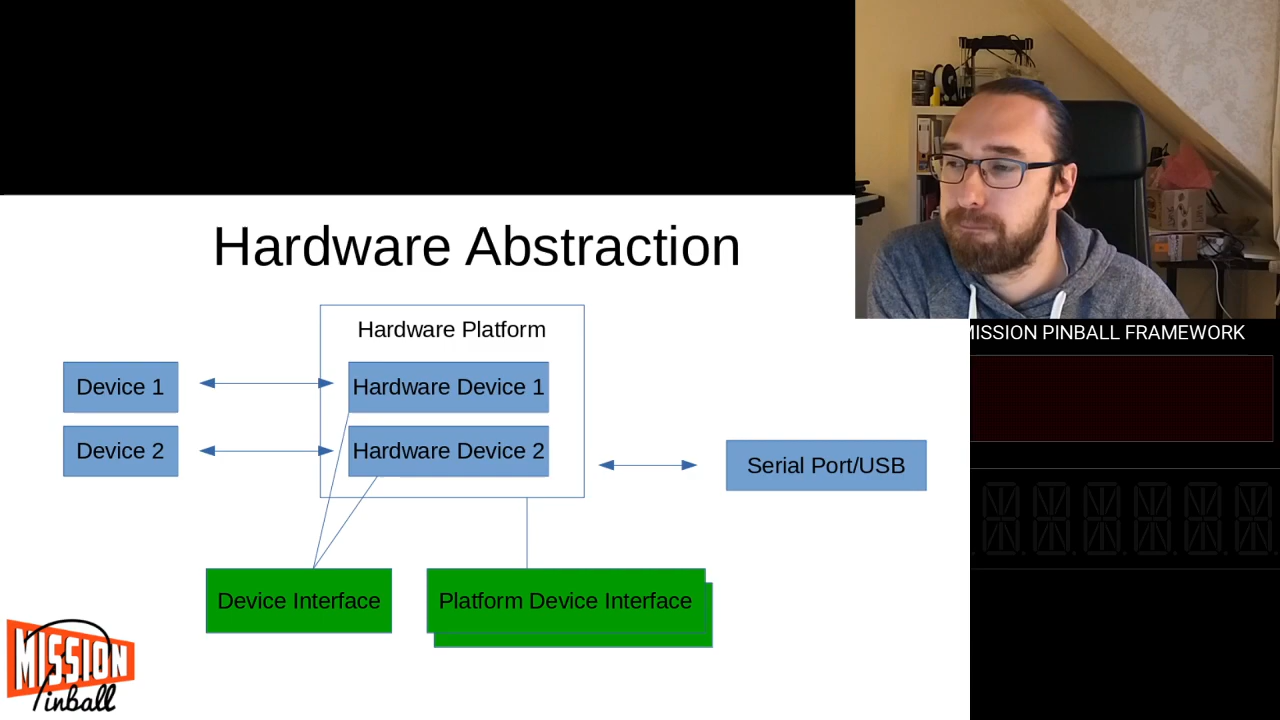 Hardware Abstraction
Hardware Platform
Device 1
Hardware Device 1
Device 2
Hardware Device 2
Serial Port/USB
Device Interface
Platform Device Interface
MISSION
Pinball
MISSION PINBALL FRAMEWORK